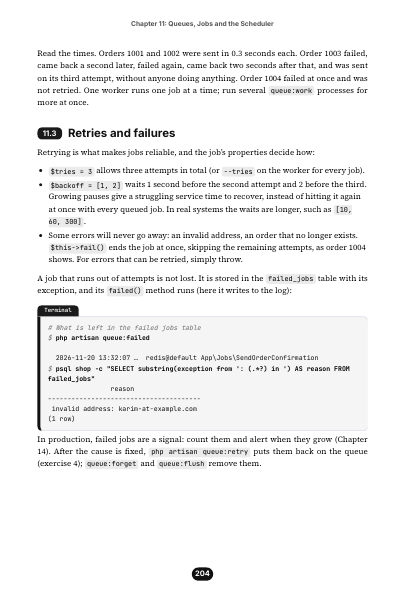 Chapter 11: Queues, Jobs and the Scheduler
Read the times. Orders 1001 and 1002 were sent in 0.3 seconds each. Order 1003 failed,
came back a second later, failed again, came back two seconds after that, and was sent
on its third attempt, without anyone doing anything. Order 1004 failed at once and was
not retried. One worker runs one job at a time; run several queue:work processes for
more at once.
11.3 Retries and failures
Retrying is what makes jobs reliable, and the job's properties decide how:
• $tries = 3 allows three attempts in total (or --tries on the worker for every job).
• $backoff = [1, 2] waits 1 second before the second attempt and 2 before the third.
Growing pauses give a struggling service time to recover, instead of hitting it again
at once with every queued job. In real systems the waits are longer, such as [10,
60, 300] .
• Some errors will never go away: an invalid address, an order that no longer exists.
$this->fail() ends the job at once, skipping the remaining attempts, as order 1004
shows. For errors that can be retried, simply throw.
A job that runs out of attempts is not lost. It is stored in the failed_jobs table with its
exception, and its failed() method runs (here it writes to the log):
Terminal
# What is left in the failed jobs table
$ php artisan queue:failed
2026-11-20 13:32:07 … redis@default App\Jobs\SendOrderConfirmation
$ psql shop -c "SELECT substring(exception from ': (.*?) in ') AS reason FROM
failed_jobs"
reason
--------------------------------------
invalid address: karim-at-example.com
(1 row)
In production, failed jobs are a signal: count them and alert when they grow (Chapter
14). After the cause is fixed, php artisan queue:retry puts them back on the queue
(exercise 4); queue:forget and queue:flush remove them.
204